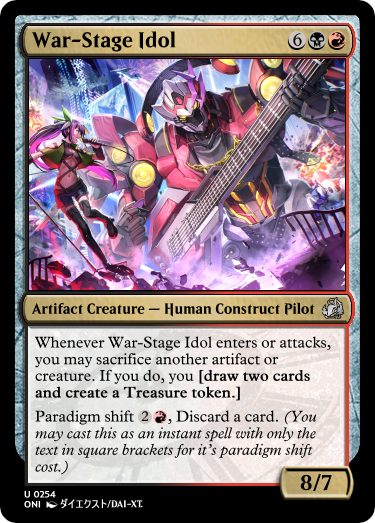 War-Stage Idol 6
Artifact Creature — Human Construct Pilot
Whenever War-Stage Idol enters or attacks,
you may sacrifice another artifact or
creature. If you do, you [draw two cards
and create a Treasure token.]
Paradigm shift 2 , Discard a card. (You
may cast this as an instant spell with only the
text in square brackets for it's paradigm shift
cost.)
8/7
U 0254
ONI ダイエクスト/DAI-XT.